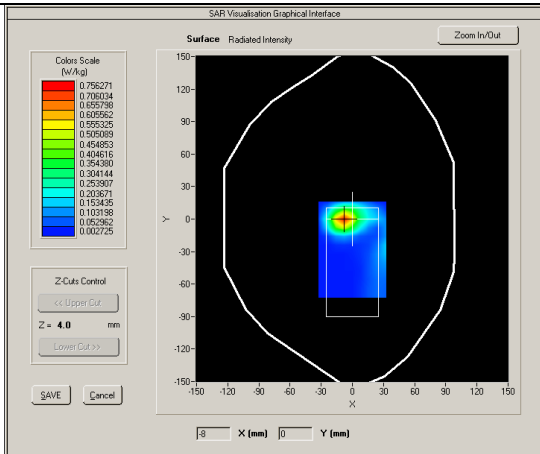 SAR Visualisation Graphical Interface
Surface Radiated Intensity
Zoom In/Out
Colors Scale
(W/kg)
0.756271
0.706034
0.655798
0.605562
0.555325
0.505089
0.454853
0.404616
0.354380
0.304144
0.253907
0.203671
0.153435
0.103198
0.052962
0.002725
Z-Cuts Control
<< Upper Cut
Z = 4.0 mm
Lower Cut >>
SAVE Cancel
150
120
90
60
30
0
-30
-60
-90
-120
-150
Y
-150 -120 -90 -60 -30 0 30 60 90 120 150
X
-8 X (mm) 0 Y (mm)